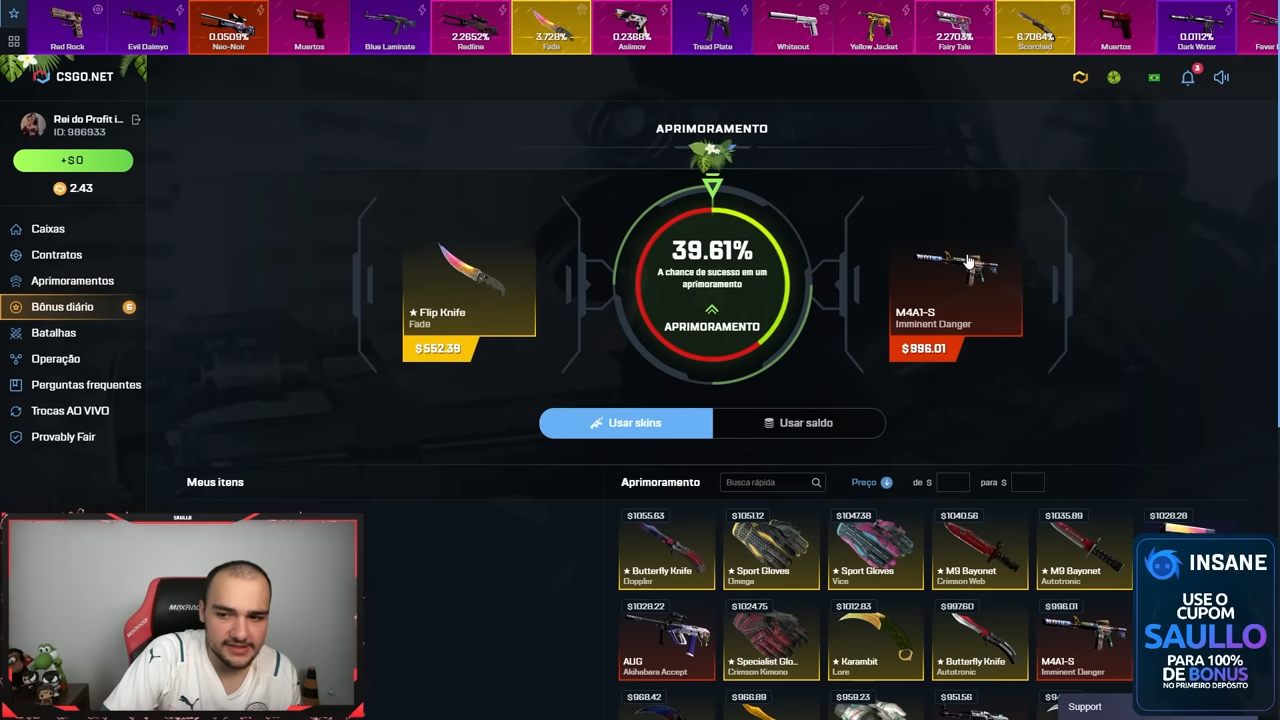 Red Rock
Evil Daimyo
0.0509%
Neo-Noir
Muertos
Blue Laminate
2.2652%
Redline
3.728%
Fade
0.2368%
Asiimov
Tread Plate
Whiteout
Yellow Jacket
2.2703%
Fairy Tale
6.7064%
Scorched
Muertos
0.0112%
Dark Water
Fever
CSGO.NET
3
Rei do Profit i...
ID: 986933
+$0
2.43
Caixas
Contratos
Aprimoramentos
Bônus diário
6
Batalhas
Operação
Perguntas frequentes
Trocas AO VIVO
Provably Fair
APRIMORAMENTO
39.61%
A chance de sucesso em um
aprimoramento
APRIMORAMENTO
★ Flip Knife
Fade
$552.39
M4A1-S
Imminent Danger
$996.01
Usar skins
Usar saldo
Meus itens
Aprimoramento
Busca rápida
Preço
de $
para $
$1055.63
★ Butterfly Knife
Doppler
$1051.12
★ Sport Gloves
Omega
$1047.38
★ Sport Gloves
Vice
$1040.56
★ M9 Bayonet
Crimson Web
$1035.89
★ M9 Bayonet
Autotronic
$1028.28
$1028.22
AUG
Akihabara Accept
$1024.75
★ Specialist Glo...
Crimson Kimono
$1012.83
★ Karambit
Lore
$997.60
★ Butterfly Knife
Autotronic
$996.01
M4A1-S
Imminent Danger
$968.42
$966.89
$959.23
$951.56
SAULLO
MAXRACER
INSANE
USE O
CUPOM
SAULLO
PARA 100%
DE BONUS
NO PRIMEIRO DEPÓSITO
Support